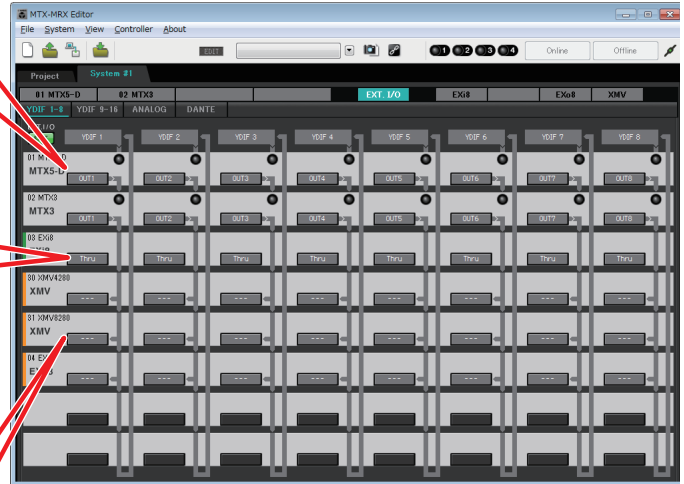 MTX-MRX Editor
File System View Controller About
EDIT 1 2 3 4 Online Offline
Project System #1
01 MTX5-D 02 MTX3 EXT. I/O EXi8 EXo8 XMV
YDIF 1-8 YDIF 9-16 ANALOG DANTE
YDIF 1 YDIF 2 YDIF 3 YDIF 4 YDIF 5 YDIF 6 YDIF 7 YDIF 8
MTX5-D OUT1 OUT2 OUT3 OUT4 OUT5 OUT6 OUT7 OUT8
02 MTX3
MTX3 OUT1 OUT2 OUT3 OUT4 OUT5 OUT6 OUT7 OUT8
03 EXi8
Thru Thru Thru Thru Thru Thru Thru Thru
30 XMV4280
XMV --- --- --- --- --- --- --- ---
31 XMV8280
XMV --- --- --- --- --- --- --- ---
--- --- --- --- --- --- --- ---